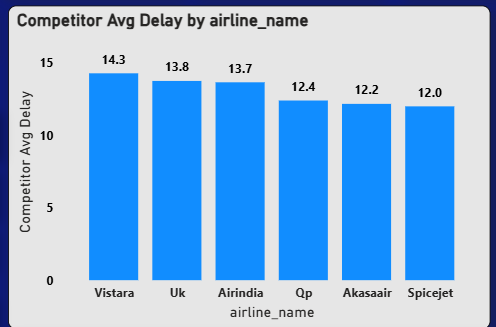 Competitor Avg Delay by airline_name
Competitor Avg Delay
15
10
5
0
14.3
13.8
13.7
12.4
12.2
12.0
Vistara
Uk
Airindia
Qp
Akasaair
Spicejet
airline_name